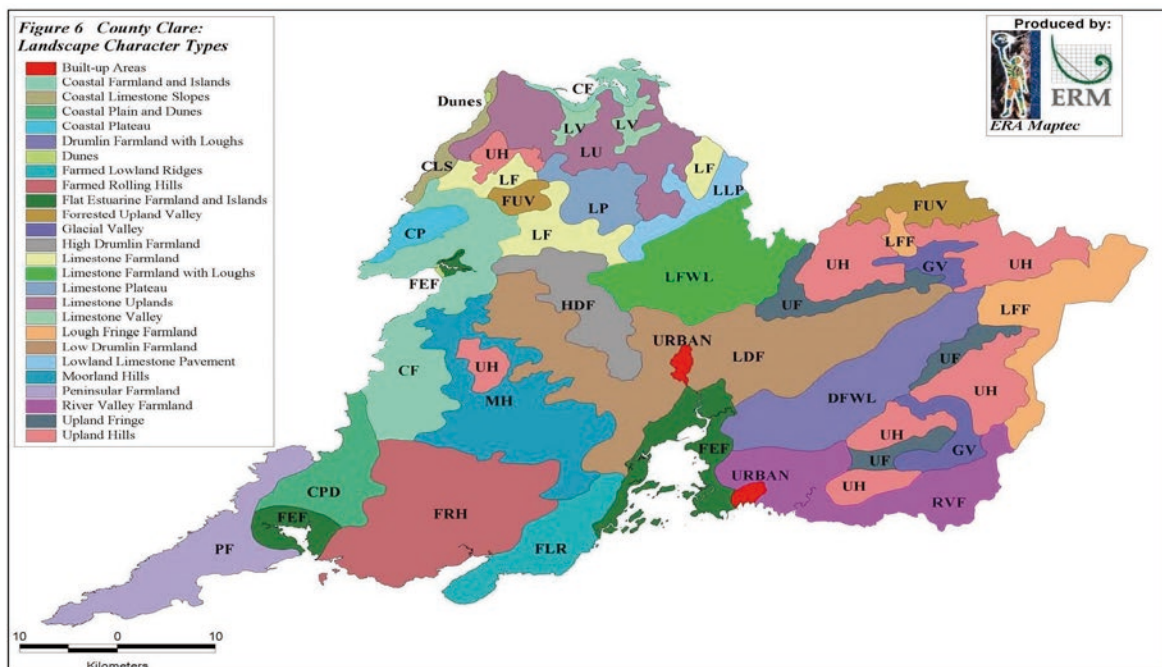 Figure 6 County Clare:
Landscape Character Types
Built-up Areas
Coastal Farmland and Islands
Coastal Limestone Slopes
Coastal Plain and Dunes
Coastal Plateau
Drumlin Farmland with Loughs
Dunes
Farmed Lowland Ridges
Farmed Rolling Hills
Flat Estuarine Farmland and Islands
Forrested Upland Valley
Glacial Valley
High Drumlin Farmland
Limestone Farmland
Limestone Farmland with Loughs
Limestone Plateau
Limestone Uplands
Limestone Valley
Lough Fringe Farmland
Low Drumlin Farmland
Lowland Limestone Pavement
Moorland Hills
Peninsular Farmland
River Valley Farmland
Upland Fringe
Upland Hills
Produced by:
ERM
ERA Maptec
CF
Dunes
LV
LV
UH
LU
CLS
LF
LF
LLP
FUV
LP
FUV
CP
LF
LFF
UH
GV
UH
LFWL
FEF
HDF
UF
LFF
URBAN
LDF
UF
CF
UH
MH
UH
DFWL
UH
FEF
GV
UF
URBAN
UH
CPD
RVF
FEF
FRH
PF
FLR
10 0 10
Kilometers